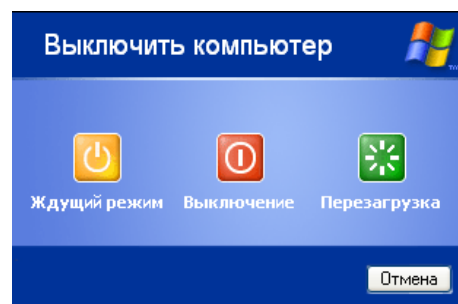 Выключить компьютер
Ждущий режим Выключение Перезагрузка
Отмена